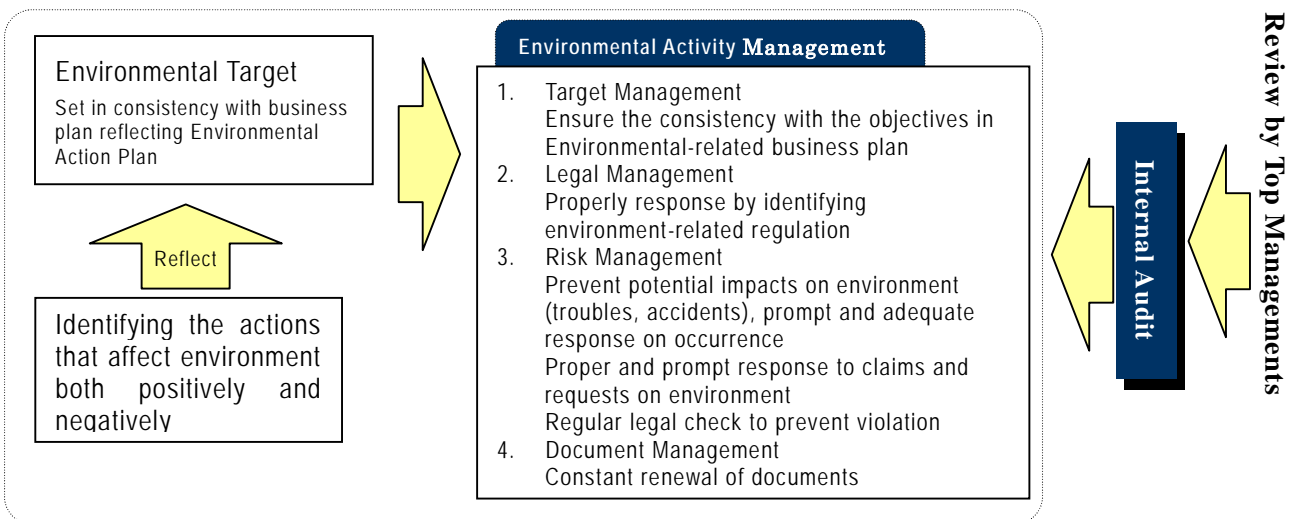 Environmental Target
Set in consistency with business
plan reflecting Environmental
Action Plan
Reflect
Identifying the actions
that affect environment
both positively and
negatively
Environmental Activity Management
1. Target Management
Ensure the consistency with the objectives in
Environmental-related business plan
2. Legal Management
Properly response by identifying
environment-related regulation
3. Risk Management
Prevent potential impacts on environment
(troubles, accidents), prompt and adequate
response on occurrence
Proper and prompt response to claims and
requests on environment
Regular legal check to prevent violation
4. Document Management
Constant renewal of documents
Internal Audit
Review by Top Managements